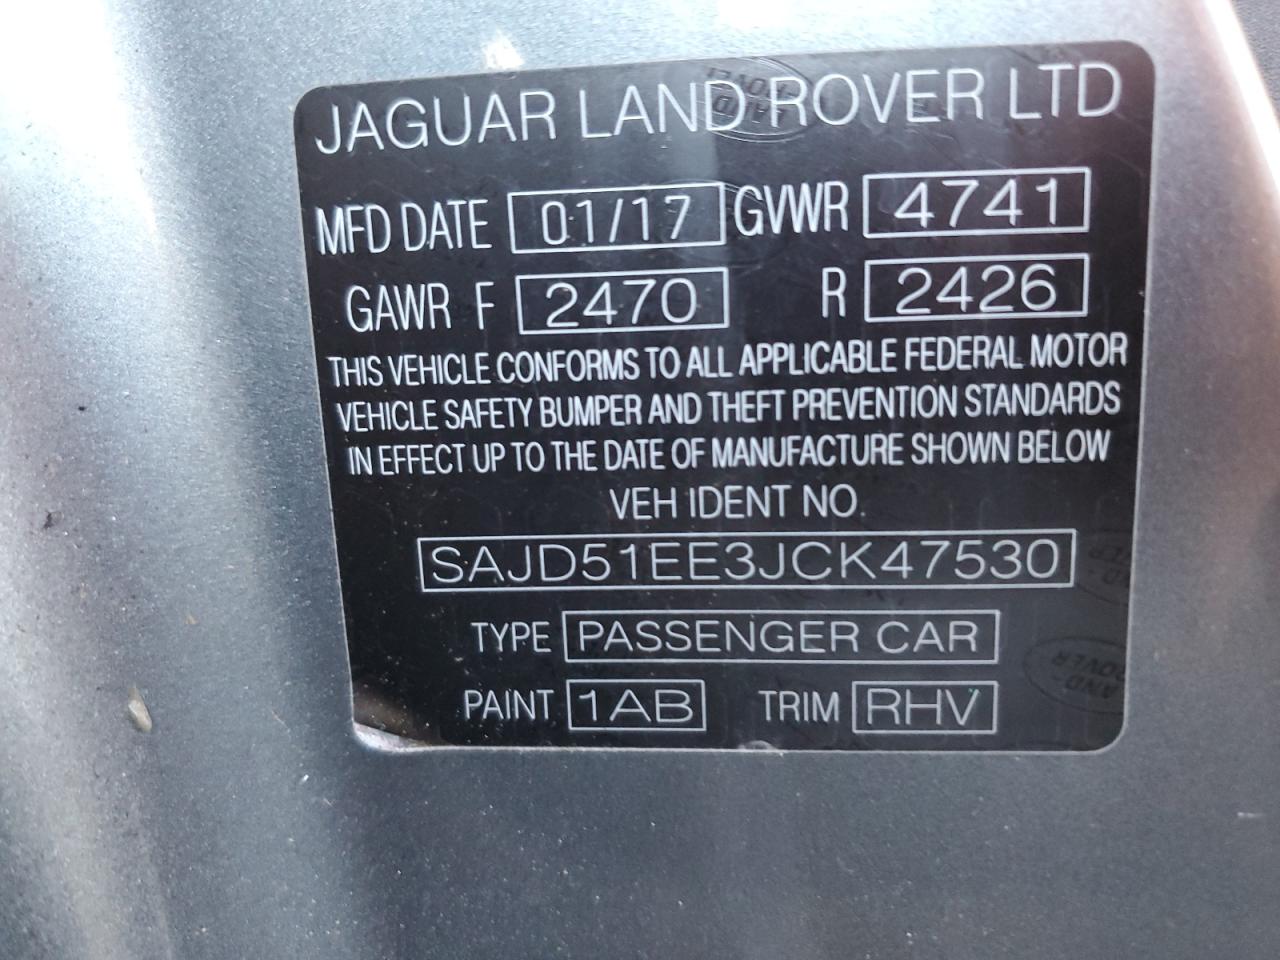 JAGUAR LAND ROVER LTD
MFD DATE 01/17 GVWR 4741
GAWR F 2470 R 2426
THIS VEHICLE CONFORMS TO ALL APPLICABLE FEDERAL MOTOR
VEHICLE SAFETY BUMPER AND THEFT PREVENTION STANDARDS
IN EFFECT UP TO THE DATE OF MANUFACTURE SHOWN BELOW
VEH IDENT NO.
SAJD51EE3JCK47530
TYPE PASSENGER CAR
PAINT 1AB TRIM RHV